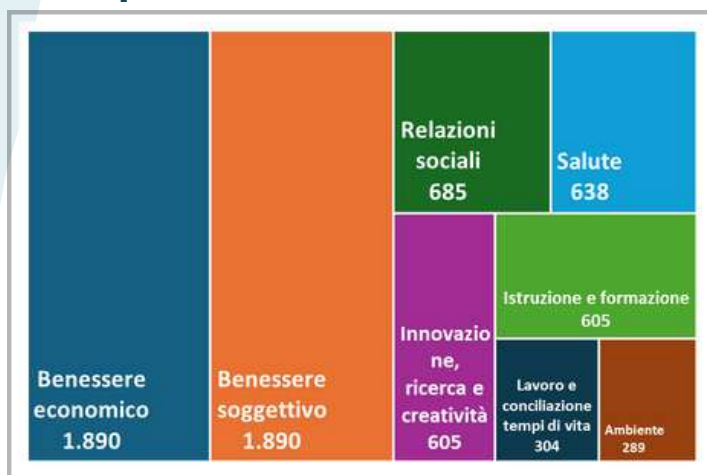 Benessere
economico
1.890
Benessere
soggettivo
1.890
Relazioni
sociali
685
Salute
638
Innovazio
ne,
ricerca e
creatività
605
Istruzione e formazione
605
Lavoro e
conciliazione
tempi di vita
304
Ambiente
289